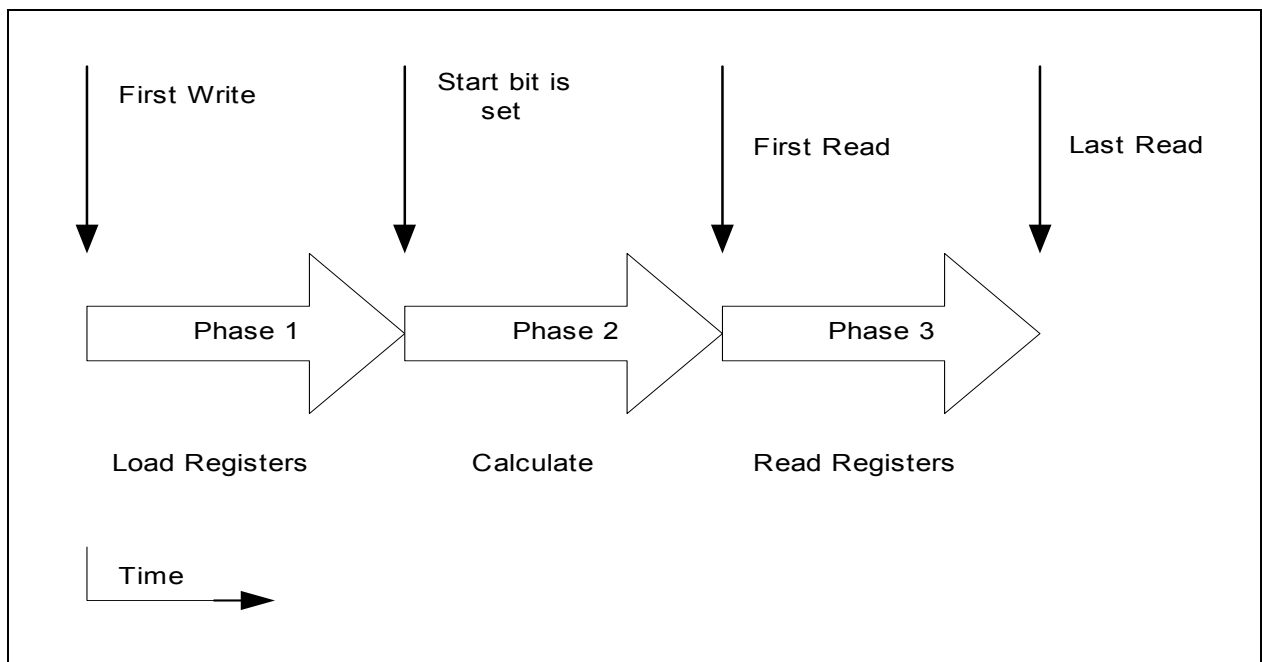 First Write
Start bit is
set
First Read
Last Read
Phase 1
Phase 2
Phase 3
Load Registers
Calculate
Read Registers
Time